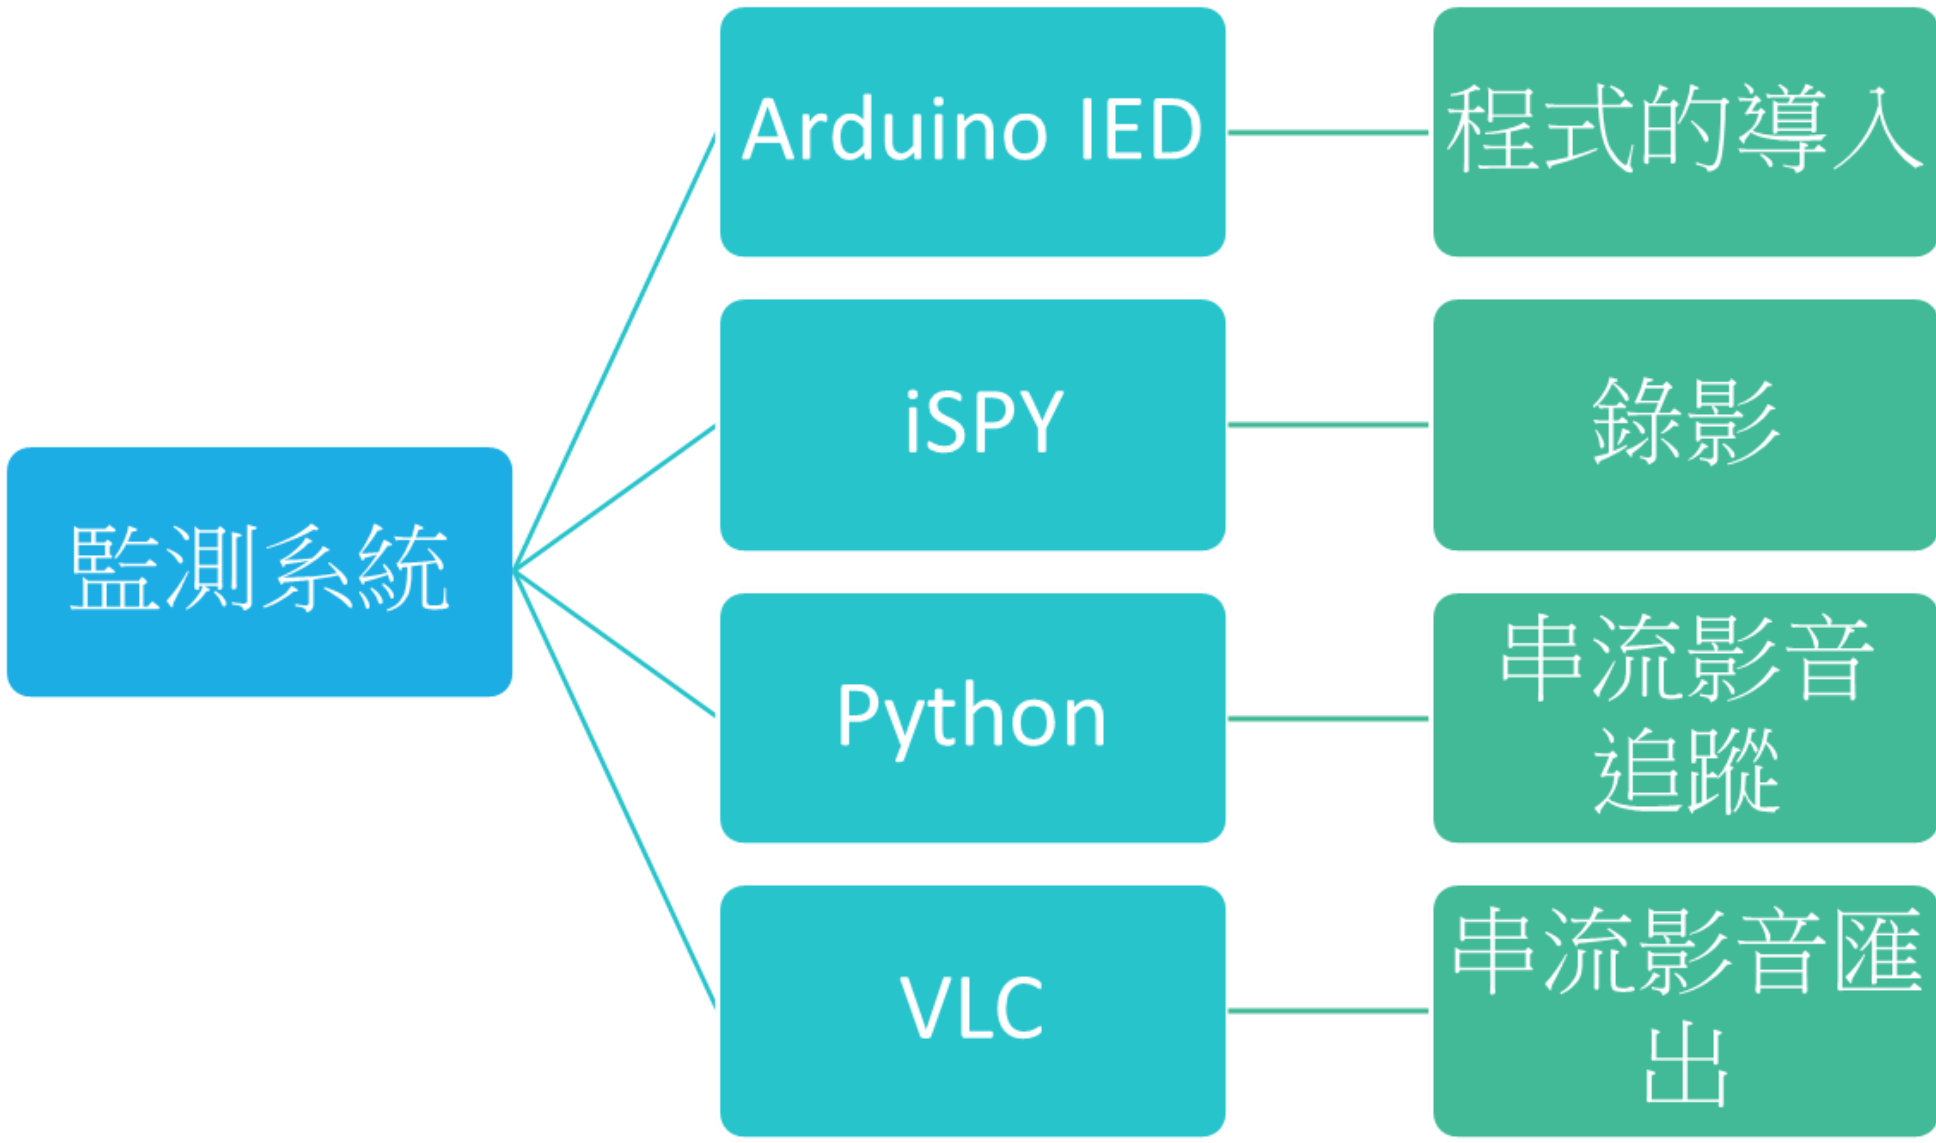 監測系統
Arduino IED
程式的導入
iSPY
錄影
Python
串流影音
追蹤
VLC
串流影音匯
出